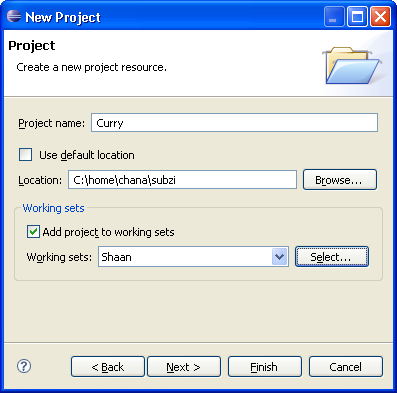 New Project
Project
Create a new project resource.
Project name: Curry
Use default location
Location: C:\home\chana\subzi Browse...
Working sets
Add project to working sets
Working sets: Shaan Select...
? < Back Next > Finish Cancel